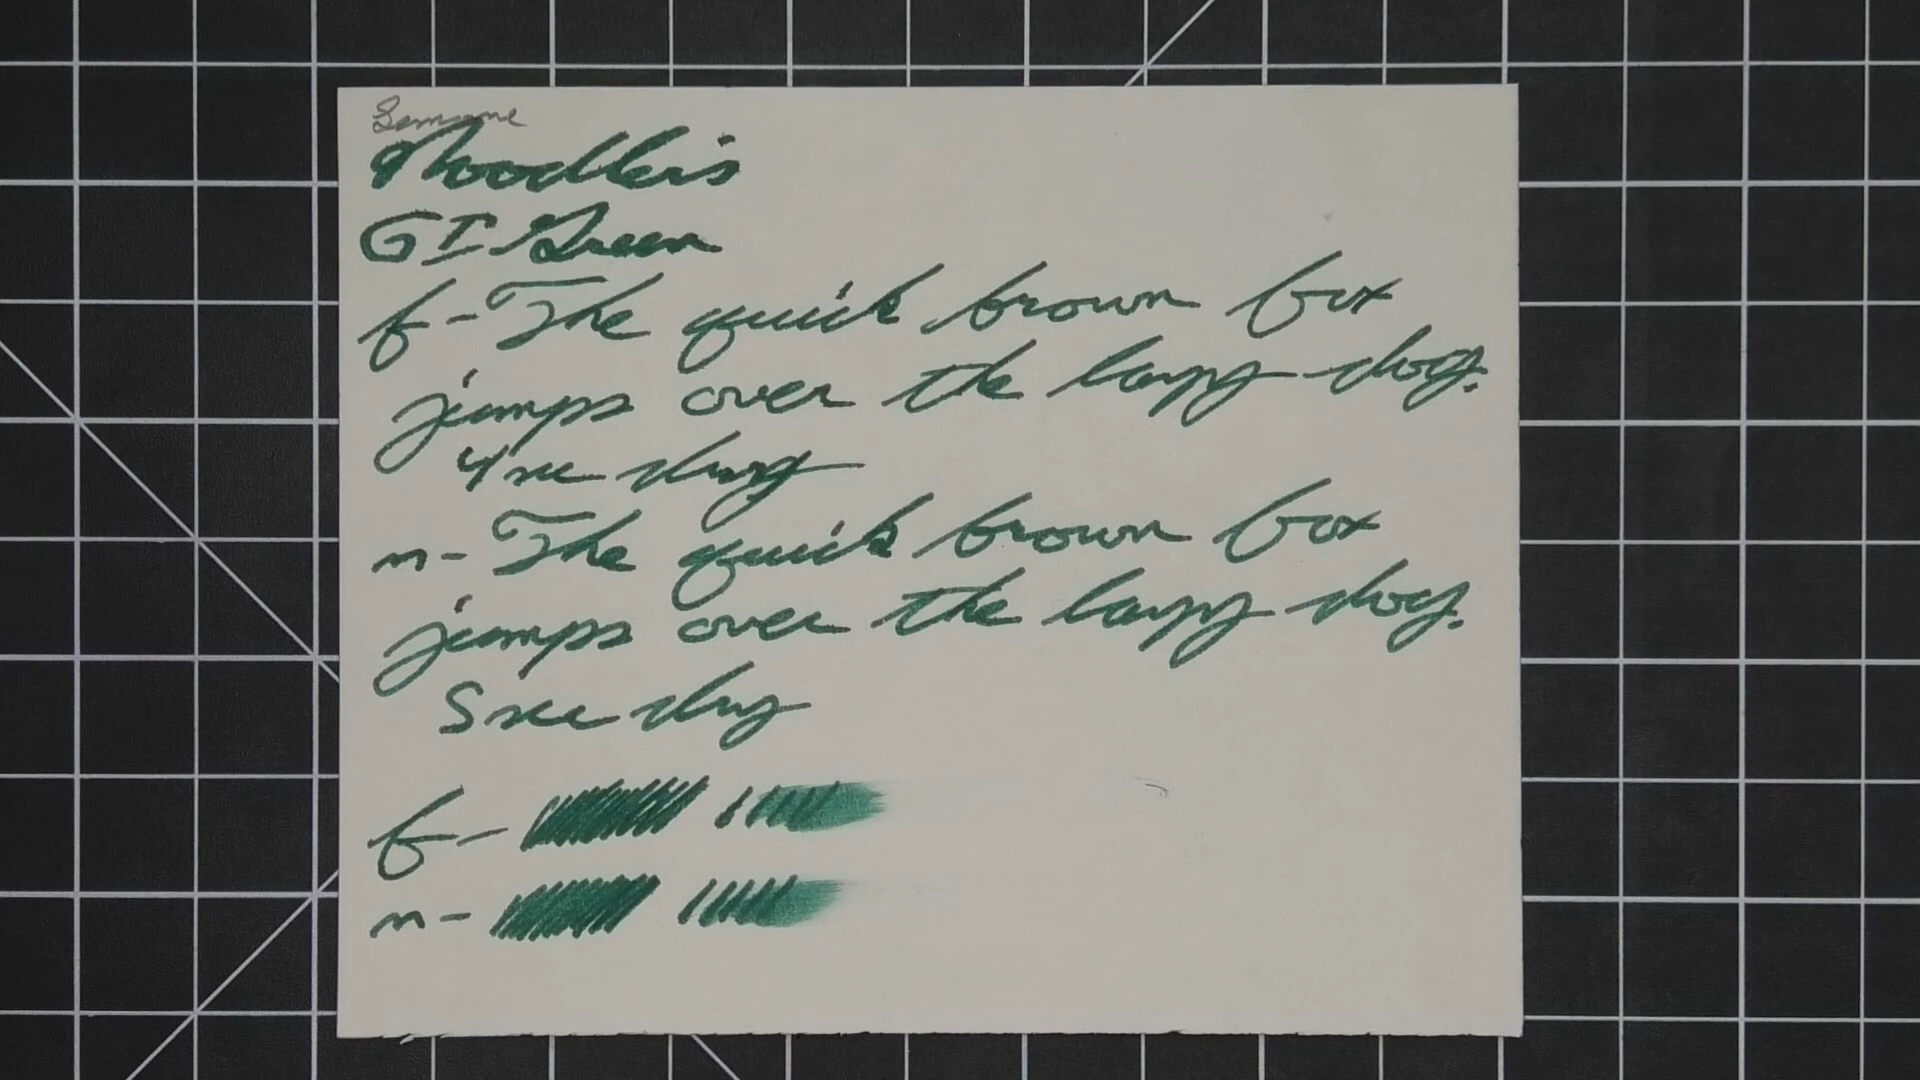 Noodler's
GI Green
f - The quick brown fox
jumps over the lazy dog.
4 sec dry
m - The quick brown fox
jumps over the lazy dog.
5 sec dry
f -
m -